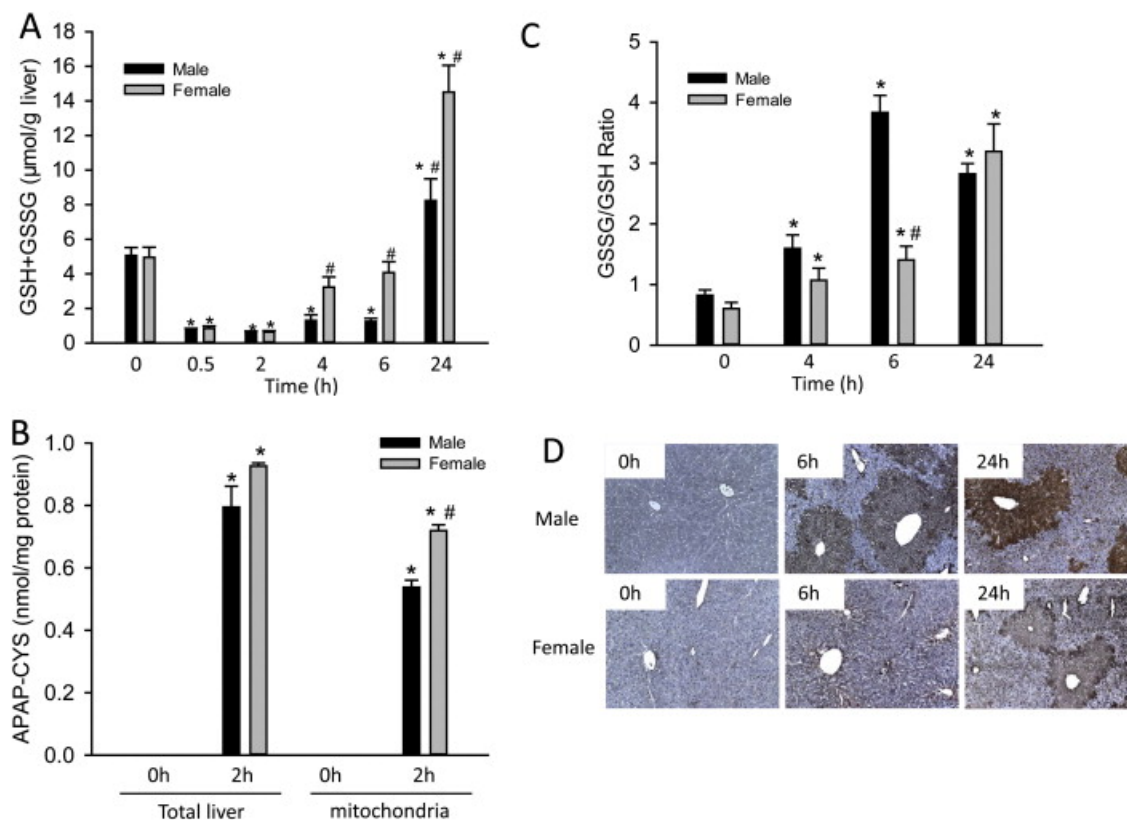 A
GSH+GSSG (µmol/g liver)
18
16
14
12
10
8
6
4
2
0
Male
Female
* #
* #
#
#
* *
* *
*
*
0 0.5 2 4 6 24
Time (h)
B
APAP-CYS (nmol/mg protein)
1.0
0.8
0.6
0.4
0.2
0.0
Male
Female
*
*
* #
*
0h 2h 0h 2h
Total liver mitochondria
C
GSSG/GSH Ratio
5
4
3
2
1
0
Male
Female
*
*
*
*
* #
*
0 4 6 24
Time (h)
D
0h 6h 24h
Male
0h 6h 24h
Female